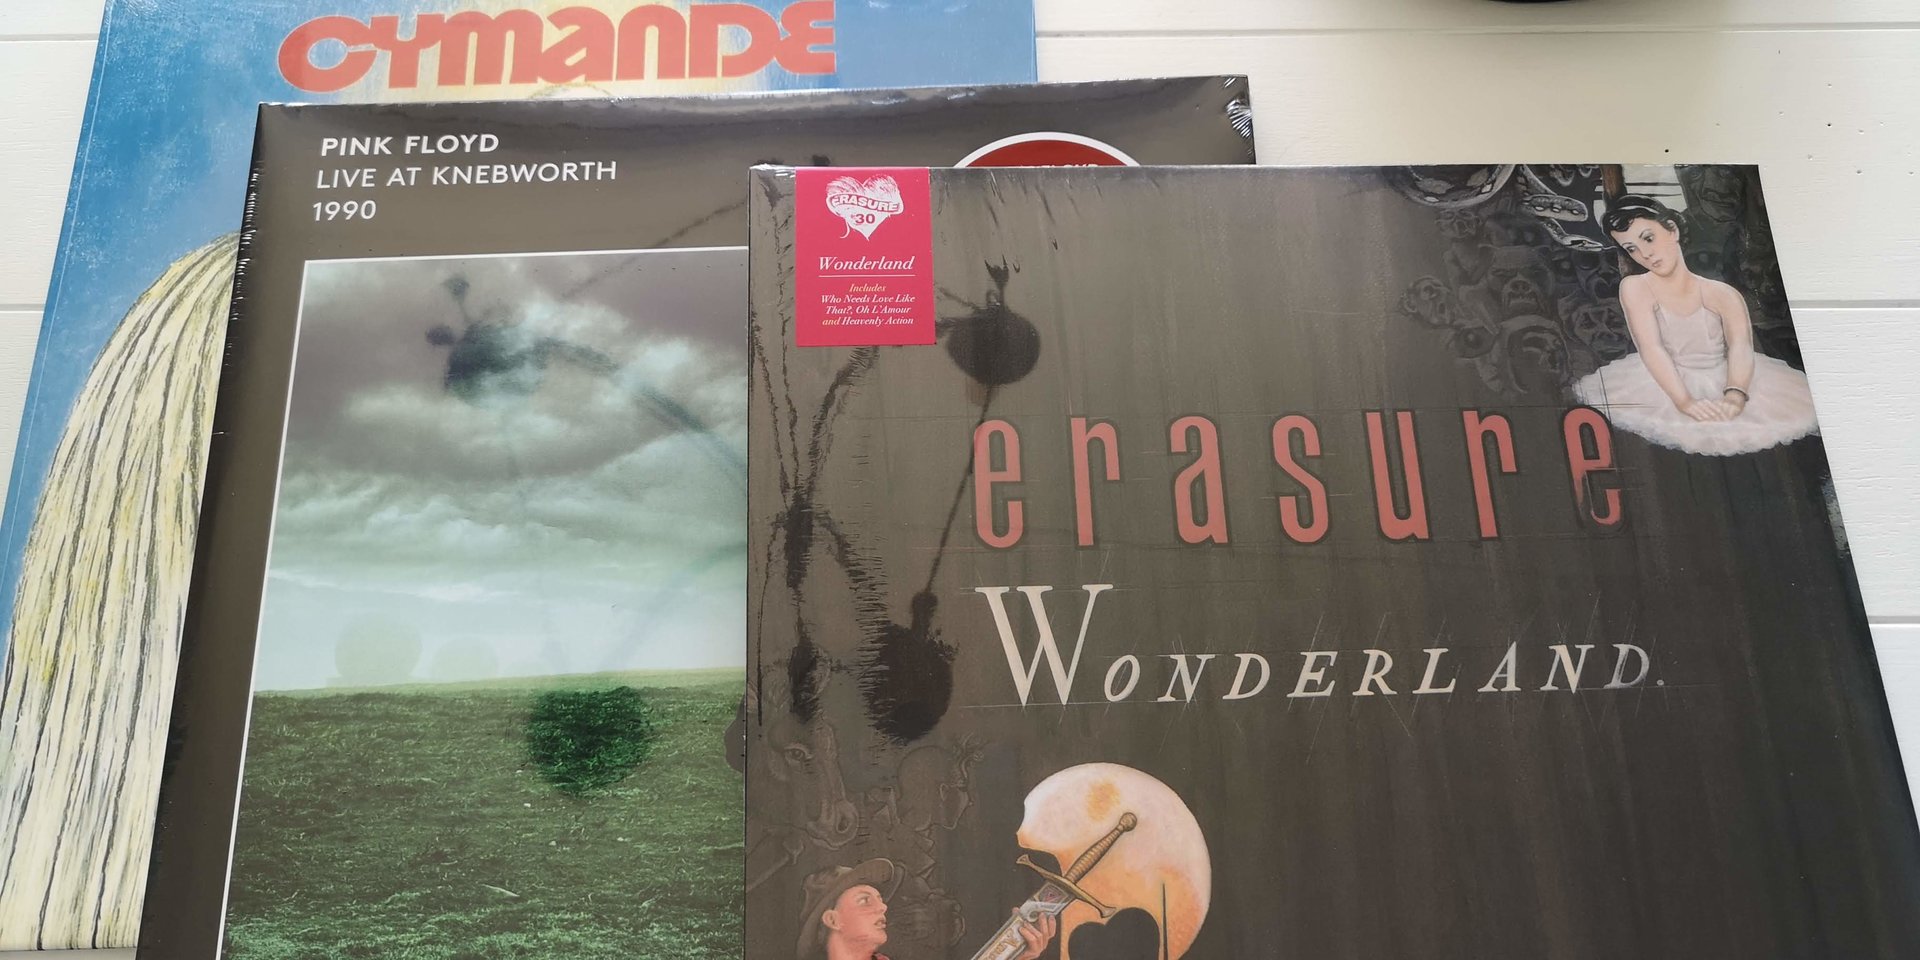 CYMANDE
PINK FLOYD
LIVE AT KNEBWORTH
1990
ERASURE
30
Wonderland
Includes
Who Needs Love Like
That?, Oh L'Amour
and Heavenly Action
erasure
WONDERLAND.